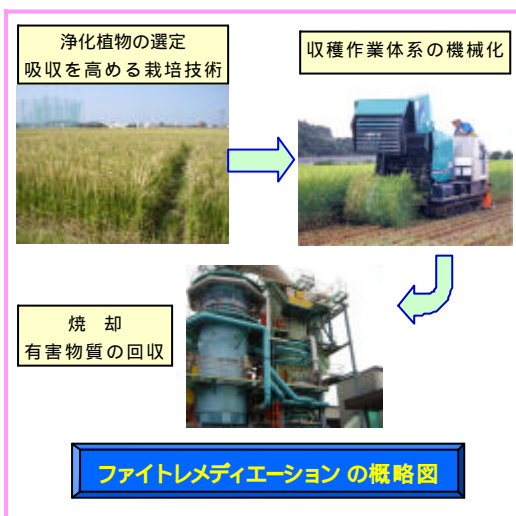 浄化植物の選定
吸収を高める栽培技術
収穫作業体系の機械化
焼 却
有害物質の回収
ファイトレメディエーション の概略図